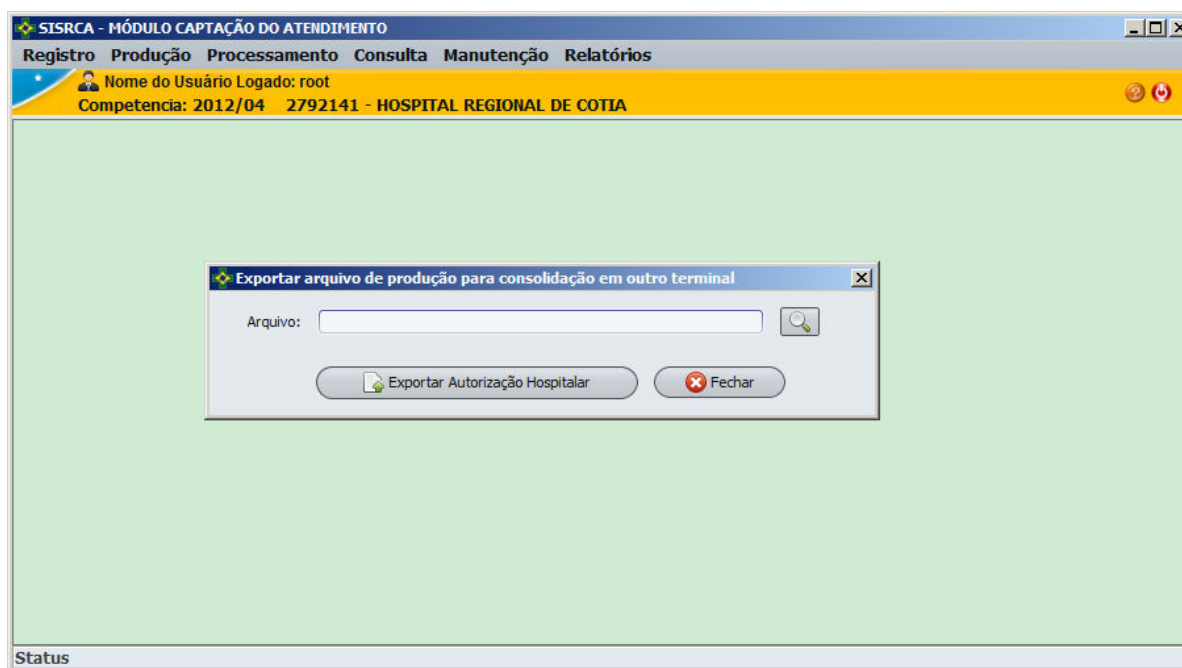 SISRCA - MÓDULO CAPTAÇÃO DO ATENDIMENTO
Registro Produção Processamento Consulta Manutenção Relatórios
Nome do Usuário Logado: root
Competencia: 2012/04 2792141 - HOSPITAL REGIONAL DE COTIA
Exportar arquivo de produção para consolidação em outro terminal
Arquivo:
Exportar Autorização Hospitalar Fechar
Status